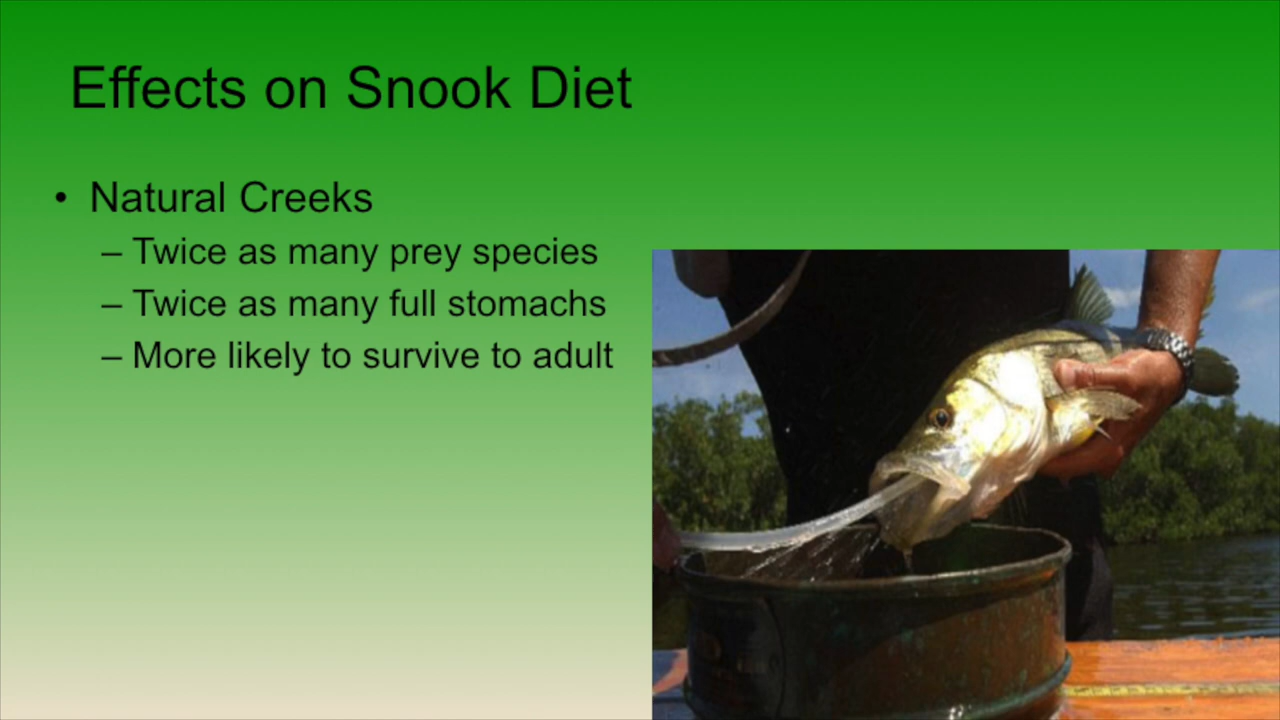 Effects on Snook Diet
• Natural Creeks
– Twice as many prey species
– Twice as many full stomachs
– More likely to survive to adult